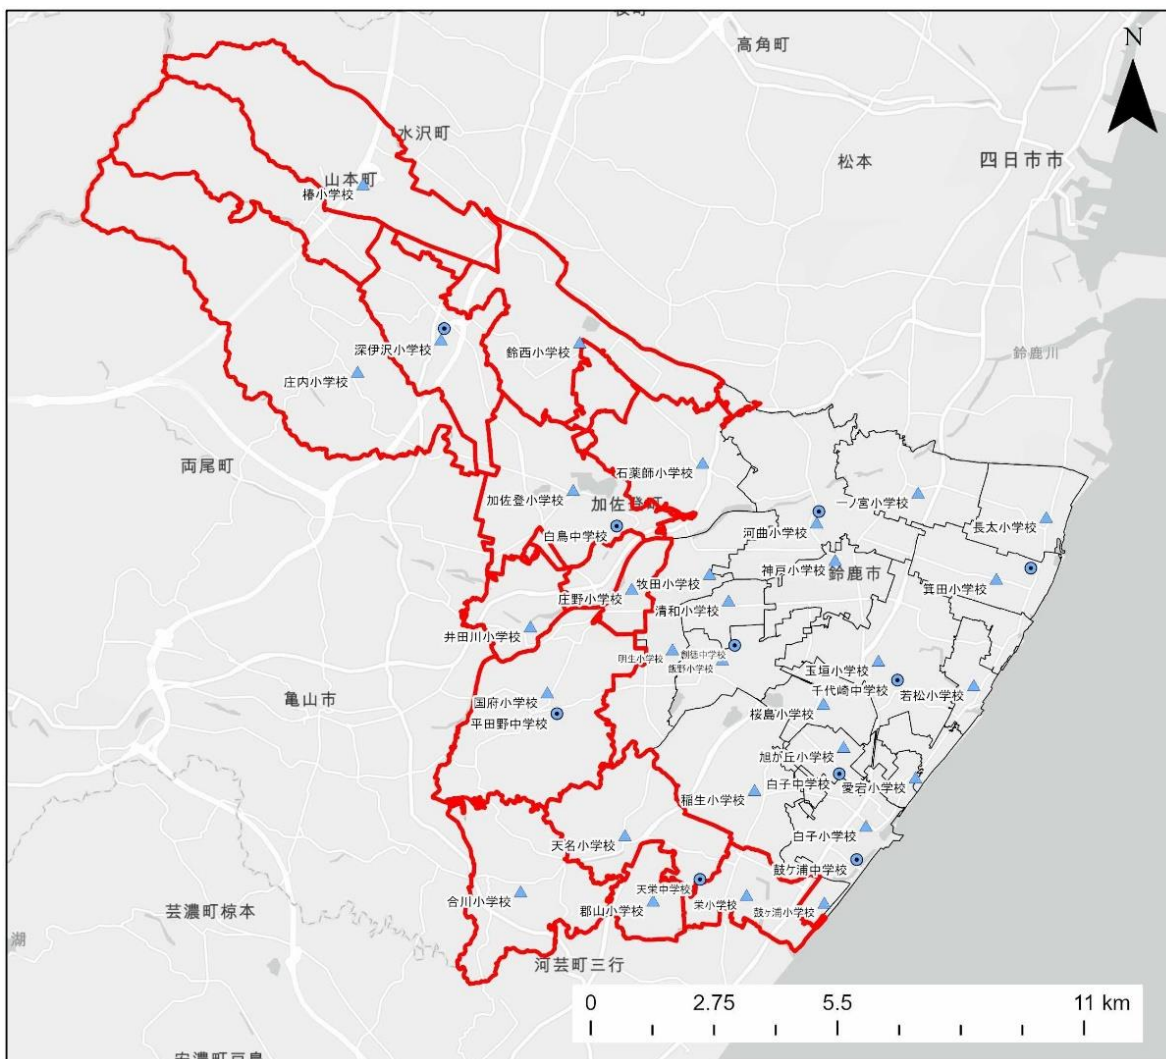 高角町
N
水沢町
松本
四日市市
山本町
椿小学校
鈴鹿川
深伊沢小学校
鈴西小学校
庄内小学校
両尾町
石薬師小学校
加佐登小学校
加佐登町
一ノ宮小学校
長太小学校
白鳥中学校
河曲小学校
神戸小学校
鈴鹿市
牧田小学校
箕田小学校
庄野小学校
清和小学校
井田川小学校
創徳中学校
明生小学校
飯野小学校
玉垣小学校
千代崎中学校
若松小学校
亀山市
国府小学校
平田野中学校
桜島小学校
旭が丘小学校
白子中学校
愛宕小学校
稲生小学校
天名小学校
白子小学校
鼓ケ浦中学校
天栄中学校
合川小学校
郡山小学校
栄小学校
鼓ヶ浦小学校
芸濃町椋本
湖
河芸町三行
0
2.75
5.5
11 km